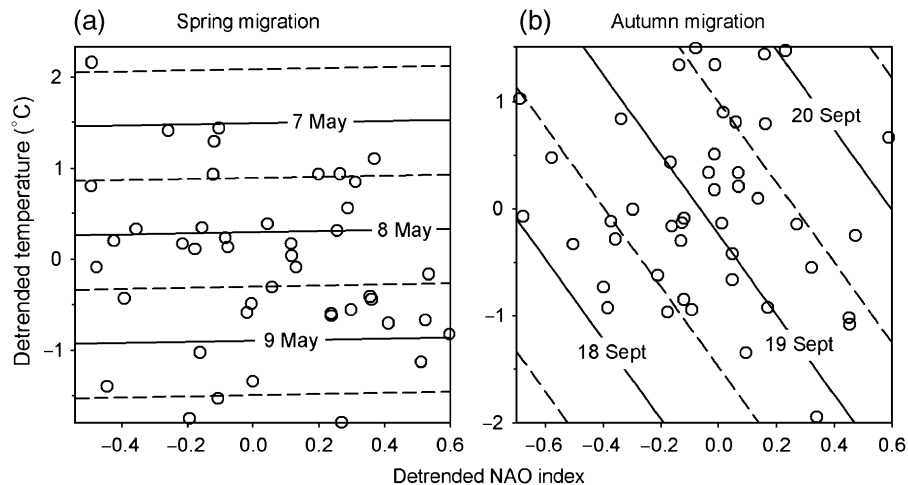 (a) Spring migration
(b) Autumn migration
Detrended temperature (°C)
2
1
0
−1
7 May
8 May
9 May
−0.4 −0.2 0.0 0.2 0.4 0.6
1
0
−1
−2
20 Sept
19 Sept
18 Sept
−0.6 −0.4 −0.2 0.0 0.2 0.4 0.6
Detrended NAO index